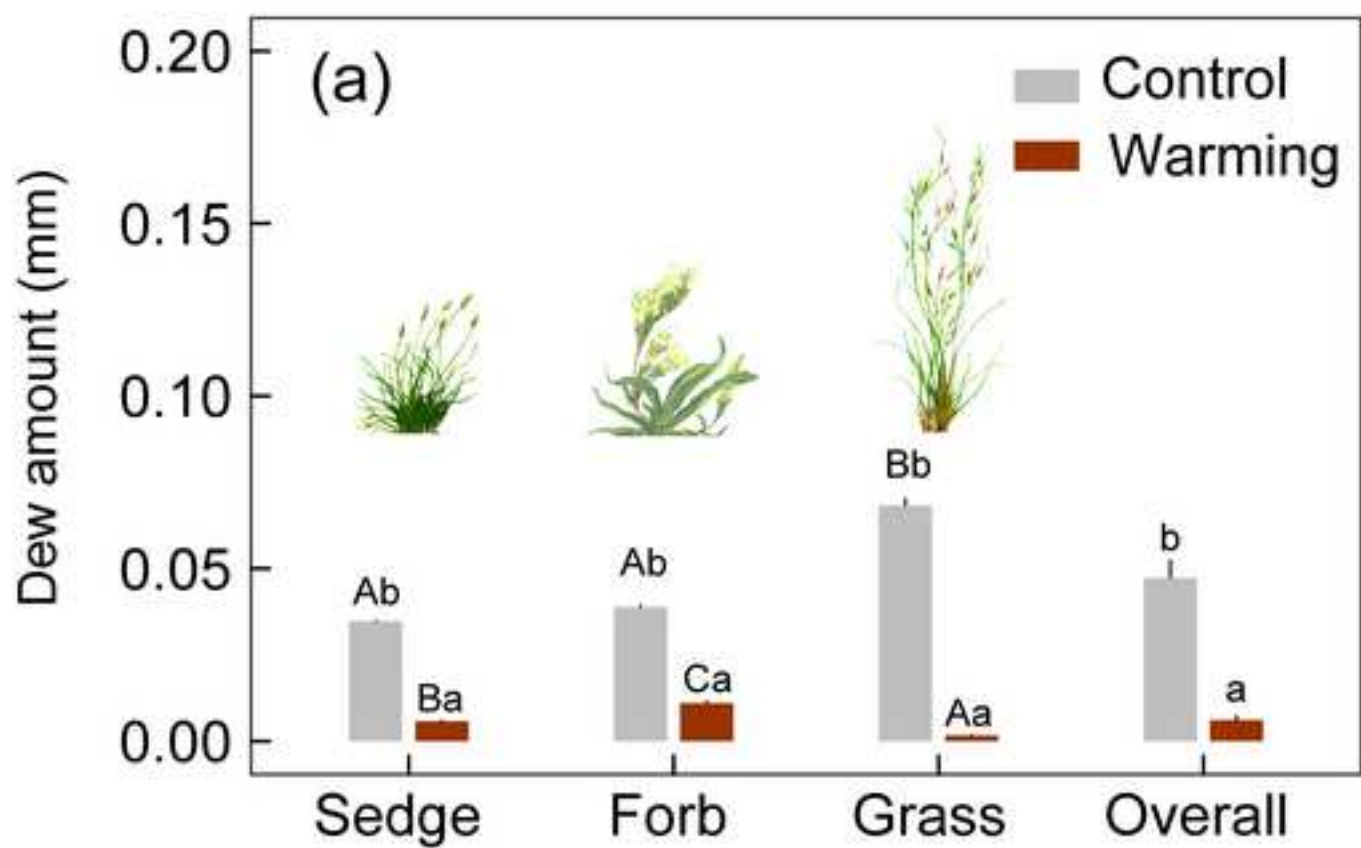 Dew amount (mm)
0.20
0.15
0.10
0.05
0.00
(a)
Control
Warming
Ab
Ba
Ab
Ca
Bb
Aa
b
a
Sedge
Forb
Grass
Overall